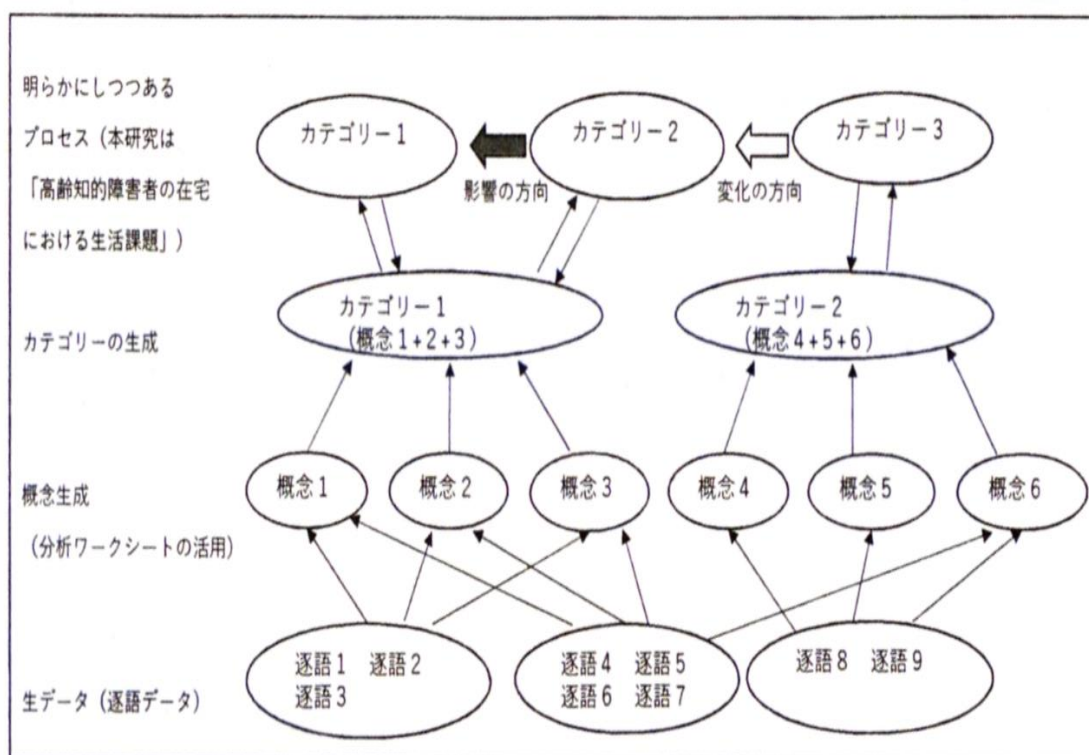 明らかにしつつある
プロセス（本研究は
「高齢知的障害者の在宅
における生活課題」）
カテゴリー１
カテゴリー２
カテゴリー３
影響の方向
変化の方向
カテゴリーの生成
カテゴリー１
（概念１+２+３）
カテゴリー２
（概念４+５+６）
概念生成
（分析ワークシートの活用）
概念１
概念２
概念３
概念４
概念５
概念６
生データ（逐語データ）
逐語１　逐語２
逐語３
逐語４　逐語５
逐語６　逐語７
逐語８　逐語９